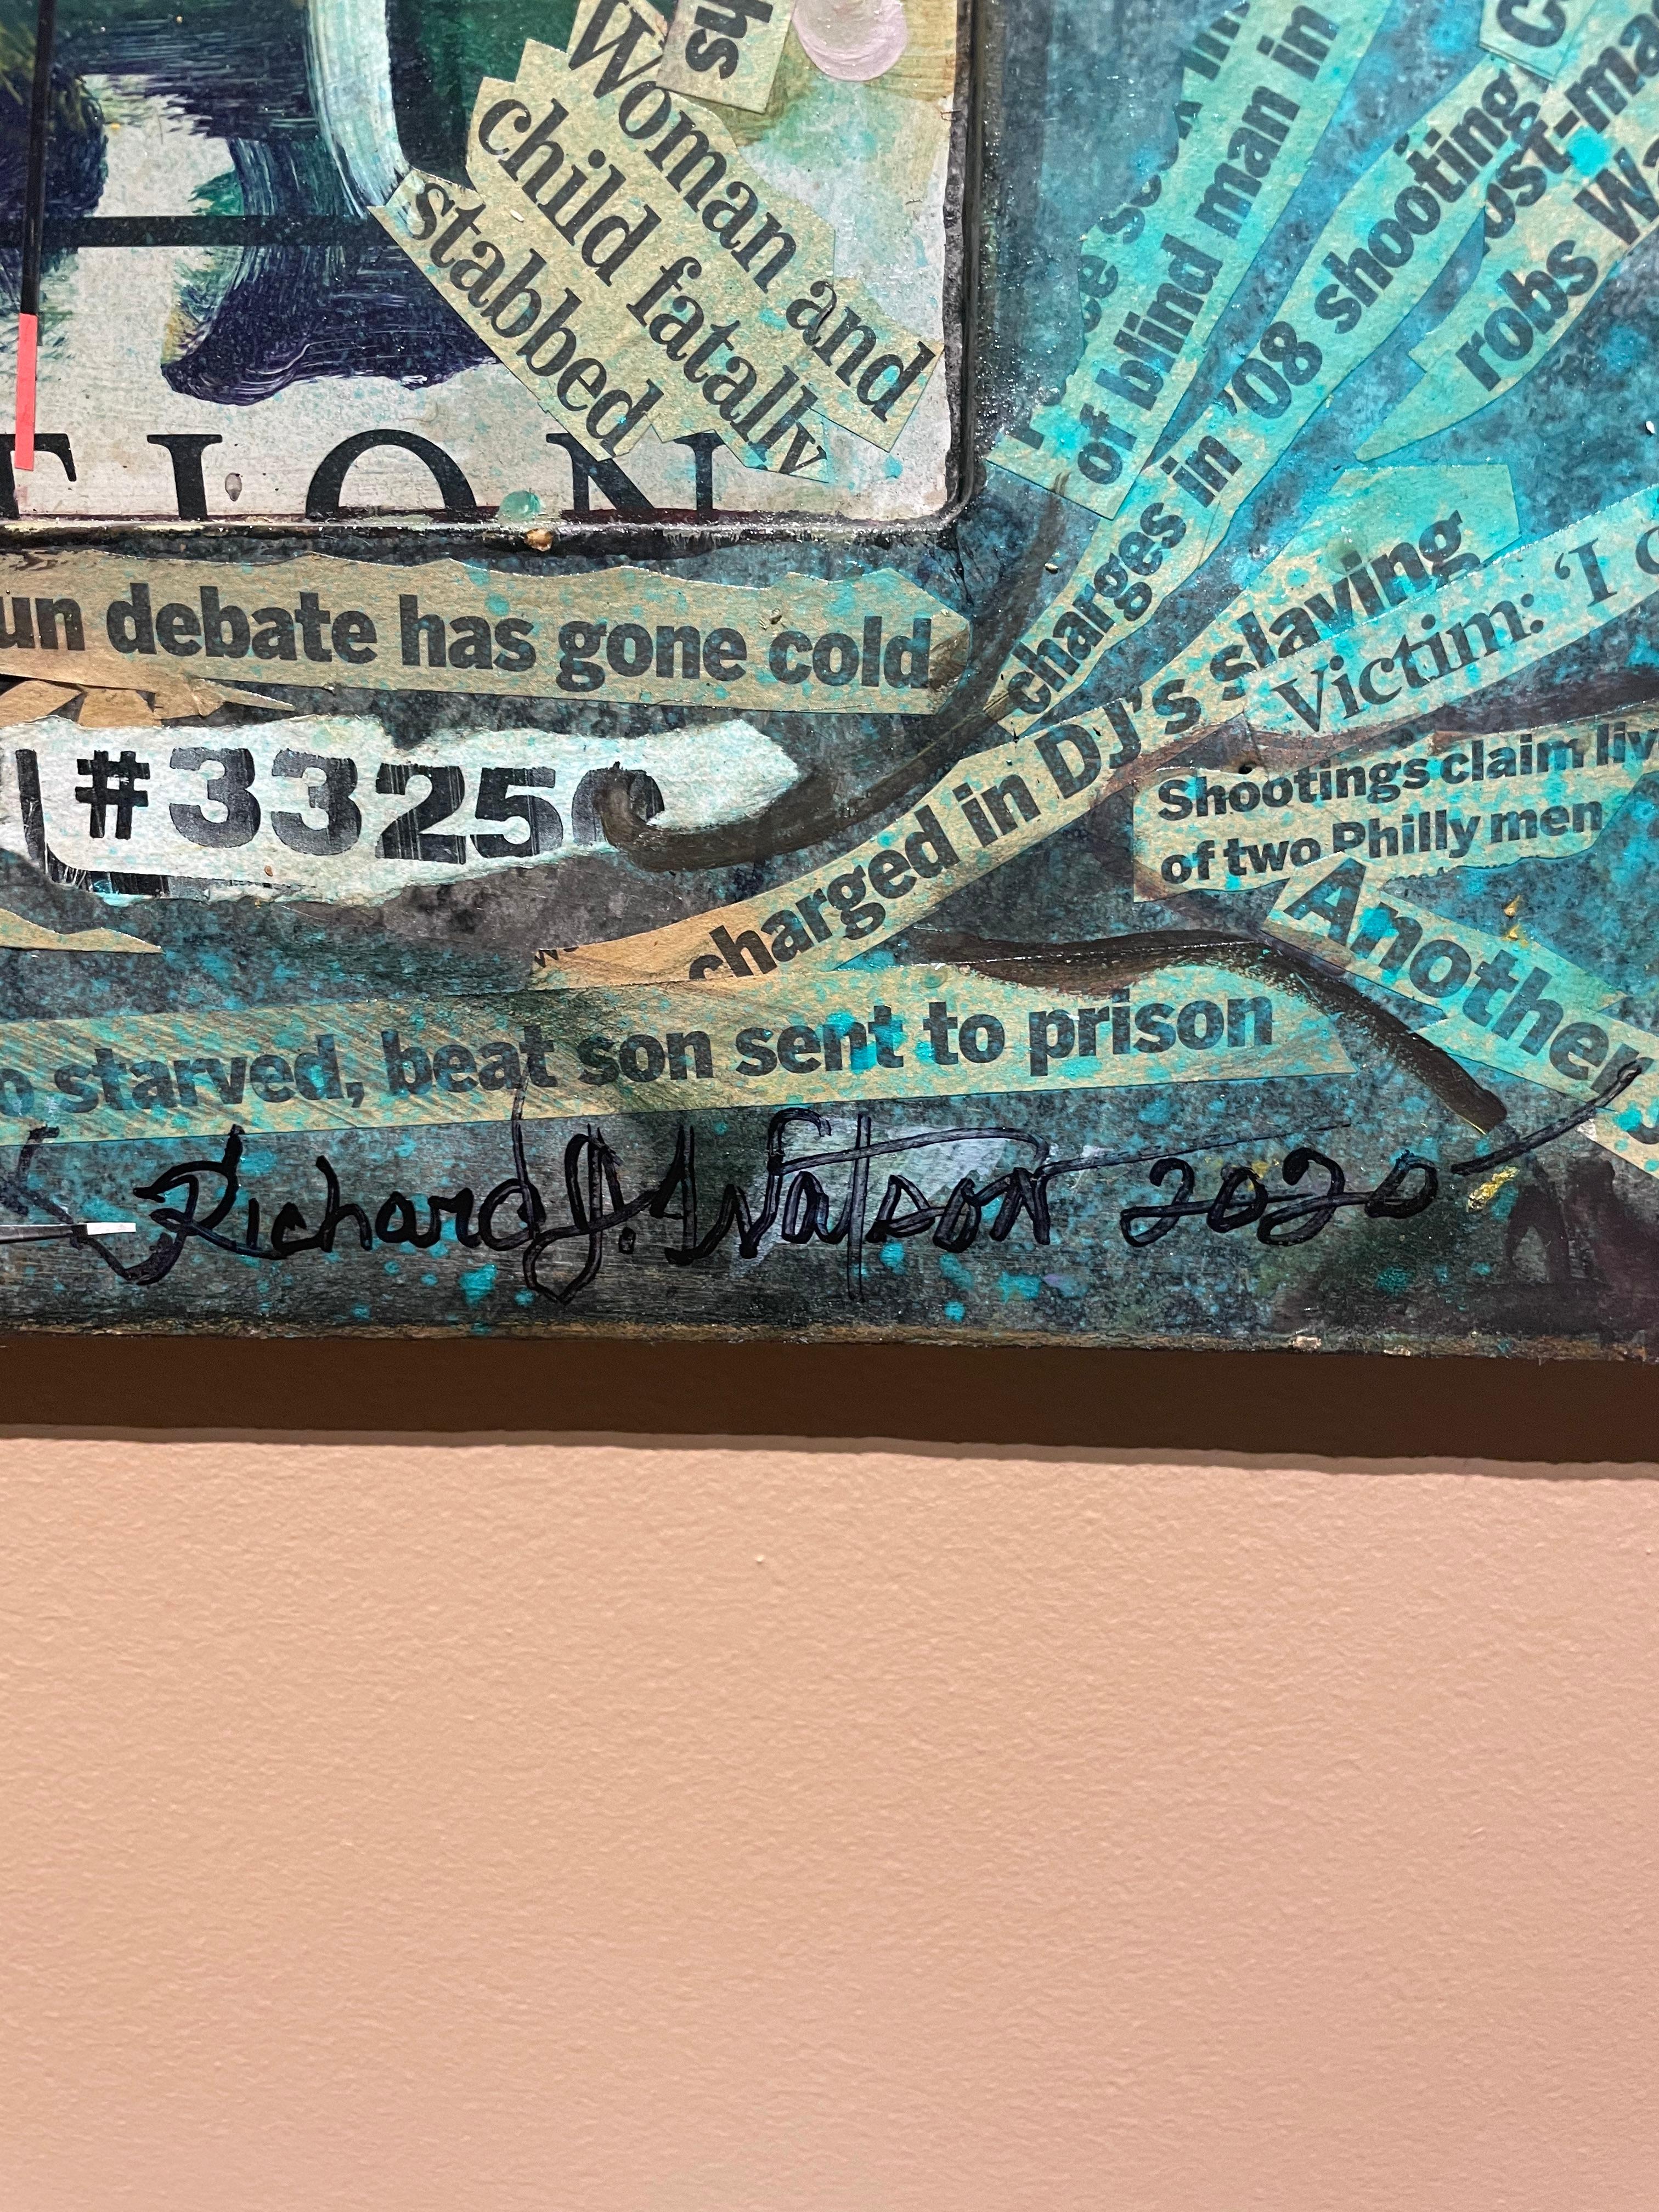 Woman and
child fatally
stabbed
of blind man in
charges in '08 shooting
robs
TION
un debate has gone cold
#3325
charged in DJ's slaying
Victim: 'I
Shootings claim liv
of two Philly men
Another
starved, beat son sent to prison
Richard J. Watson 2020